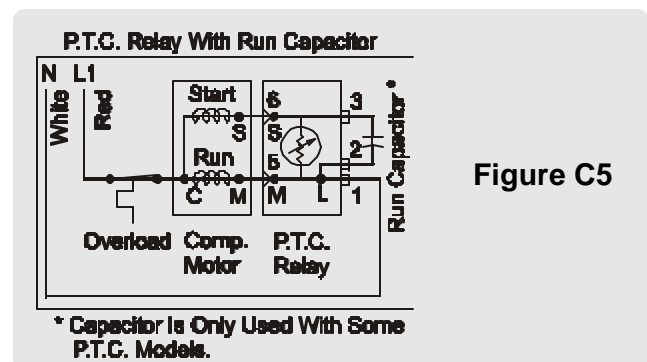 P.T.C. Relay With Run Capacitor
N L1
White
Red
Start
S
Run
C M
6
S
5
M L
3
2
1
Run Capacitor *
Overload
Comp.
Motor
P.T.C.
Relay
* Capacitor Is Only Used With Some
P.T.C. Models.
Figure C5